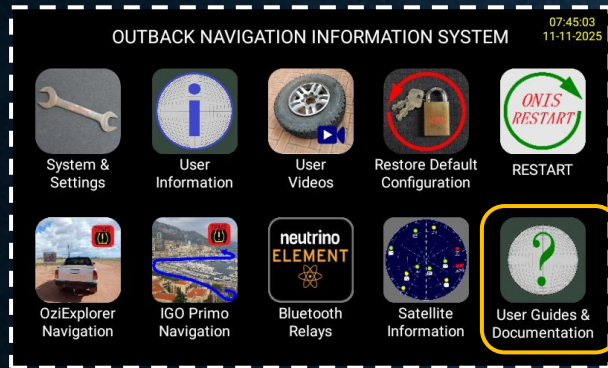 07:45:03
OUTBACK NAVIGATION INFORMATION SYSTEM
11-11-2025
ONIS
RESTART
System &
Settings
User
Information
User
Videos
Restore Default
Configuration
RESTART
neutrino
ELEMENT
OziExplorer
Navigation
IGO Primo
Navigation
Bluetooth
Relays
Satellite
Information
User Guides &
Documentation